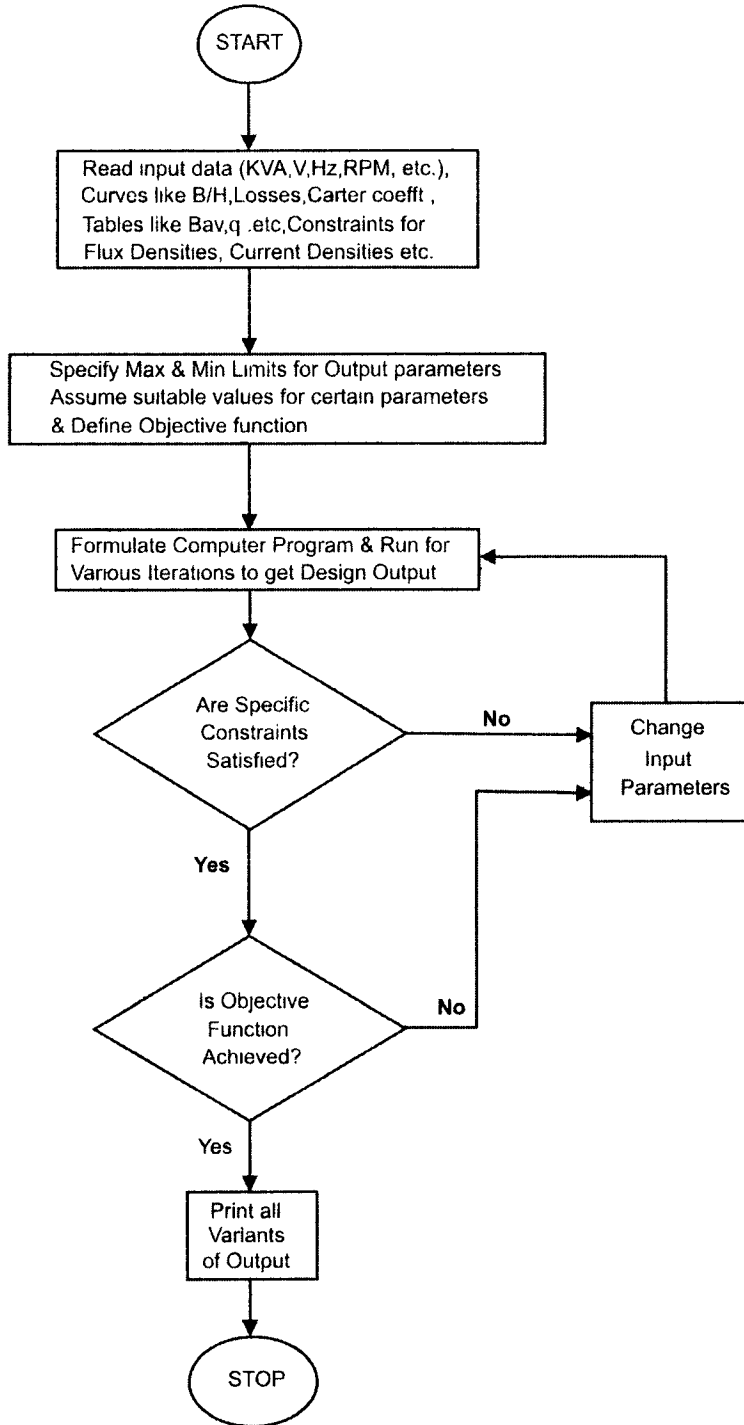 START
Read input data (KVA,V,Hz,RPM, etc.),
Curves like B/H,Losses,Carter coefft ,
Tables like Bav,q .etc,Constraints for
Flux Densities, Current Densities etc.
Specify Max & Min Limits for Output parameters
Assume suitable values for certain parameters
& Define Objective function
Formulate Computer Program & Run for
Various Iterations to get Design Output
Are Specific
Constraints
Satisfied?
No
Change
Input
Parameters
Yes
Is Objective
Function
Achieved?
No
Yes
Print all
Variants
of Output
STOP